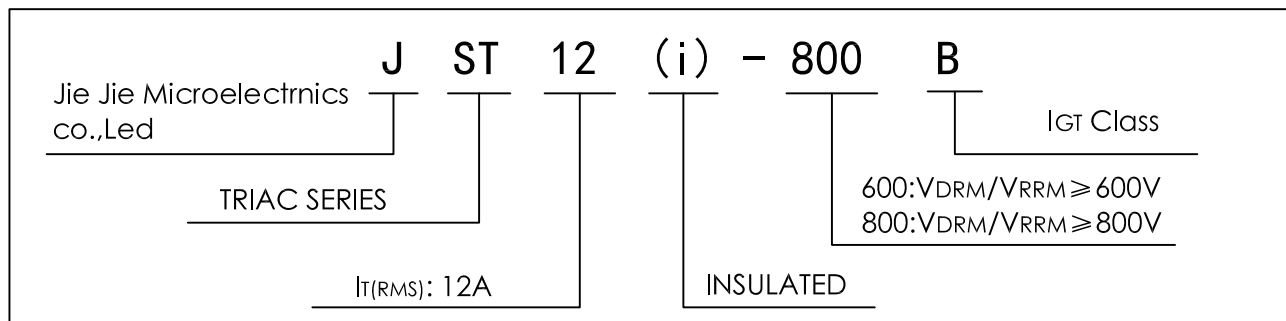 J ST 12 (i) - 800 B
Jie Jie Microelectrnics
co.,Led
IGT Class
TRIAC SERIES
600:VDRM/VRRM≥600V
800:VDRM/VRRM≥800V
IT(RMS): 12A
INSULATED